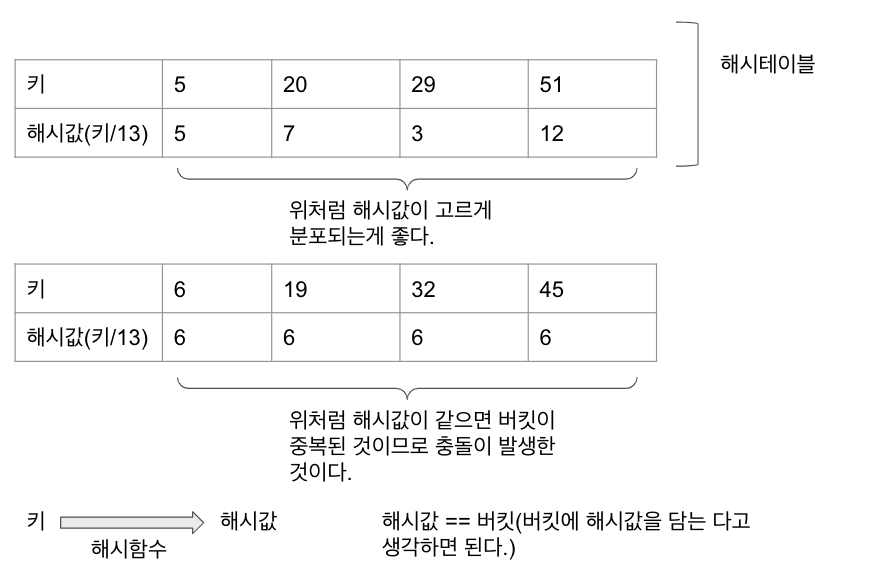 해시테이블
키 5 20 29 51
해시값(키/13) 5 7 3 12
위처럼 해시값이 고르게
분포되는게 좋다.
키 6 19 32 45
해시값(키/13) 6 6 6 6
위처럼 해시값이 같으면 버킷이
중복된 것이므로 충돌이 발생한
것이다.
키 해시값
해시함수
해시값 == 버킷(버킷에 해시값을 담는 다고
생각하면 된다.)